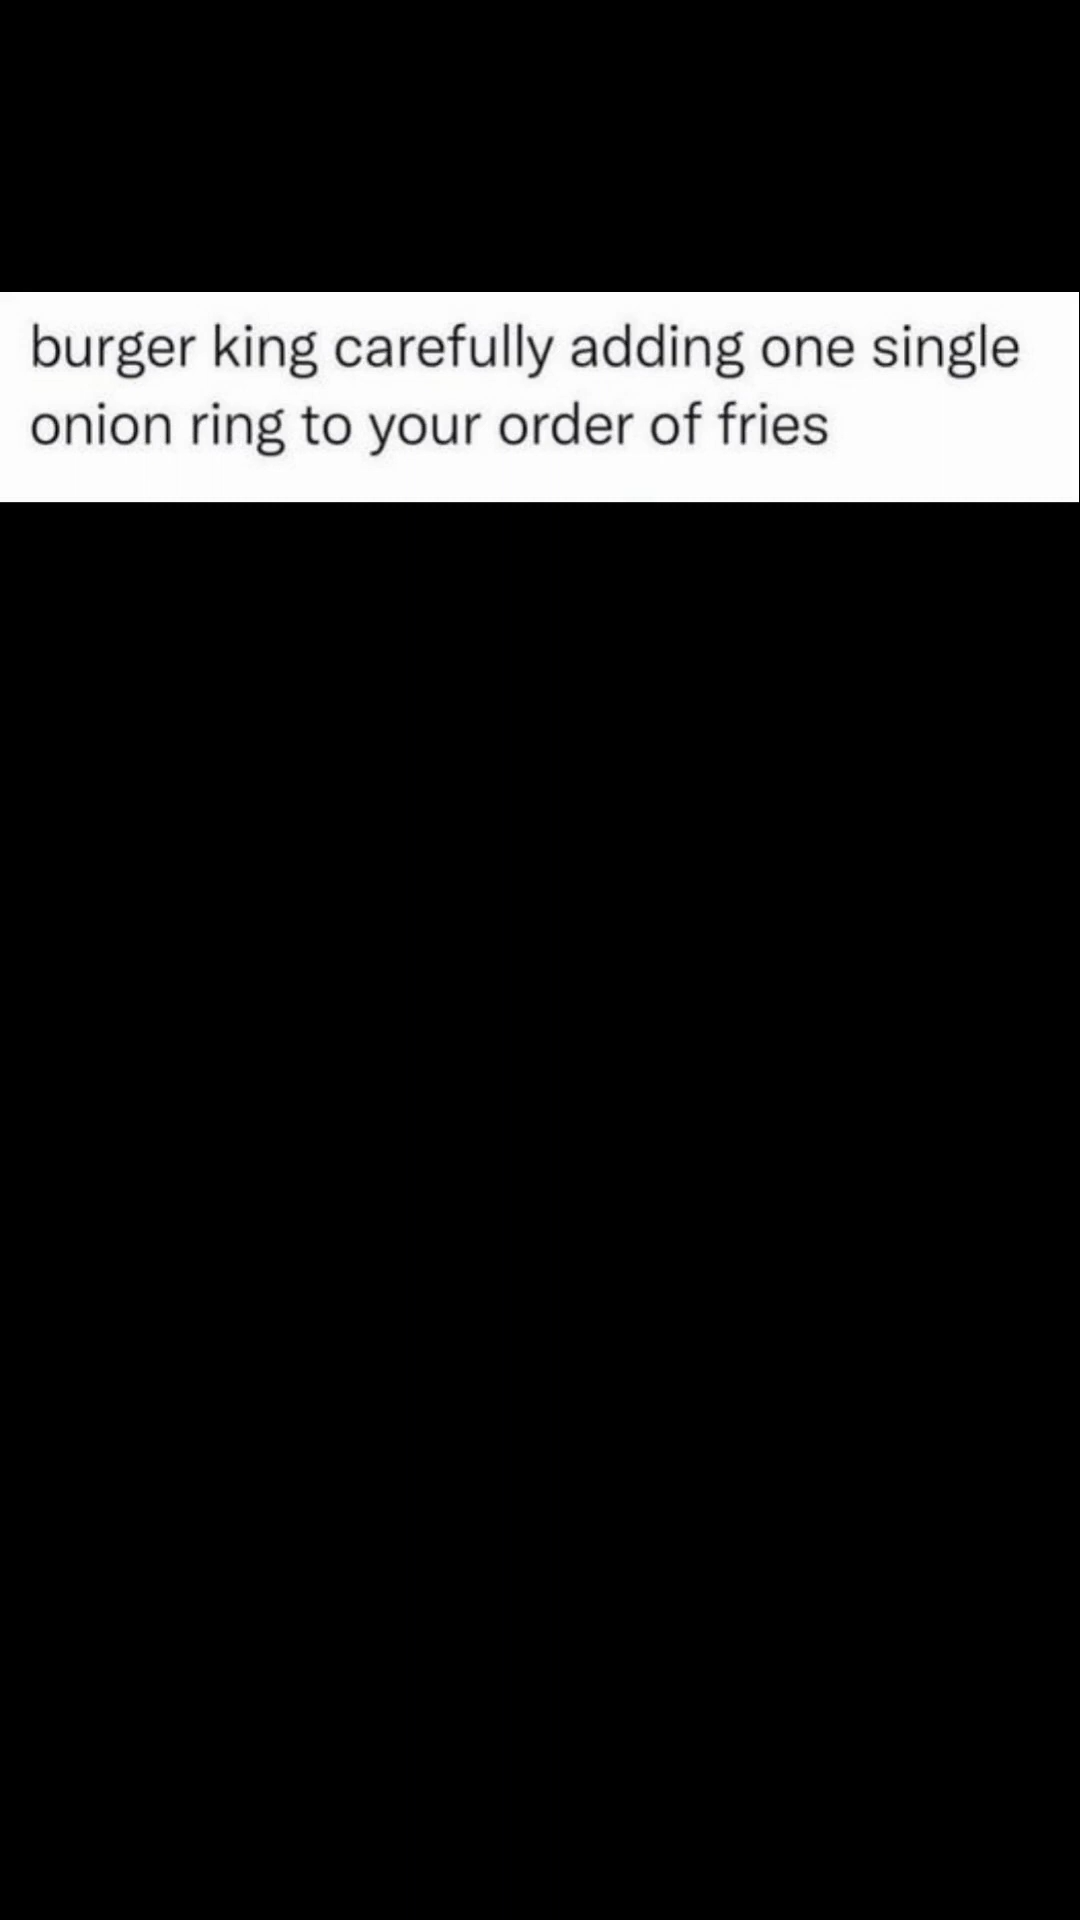 burger king carefully adding one single
onion ring to your order of fries